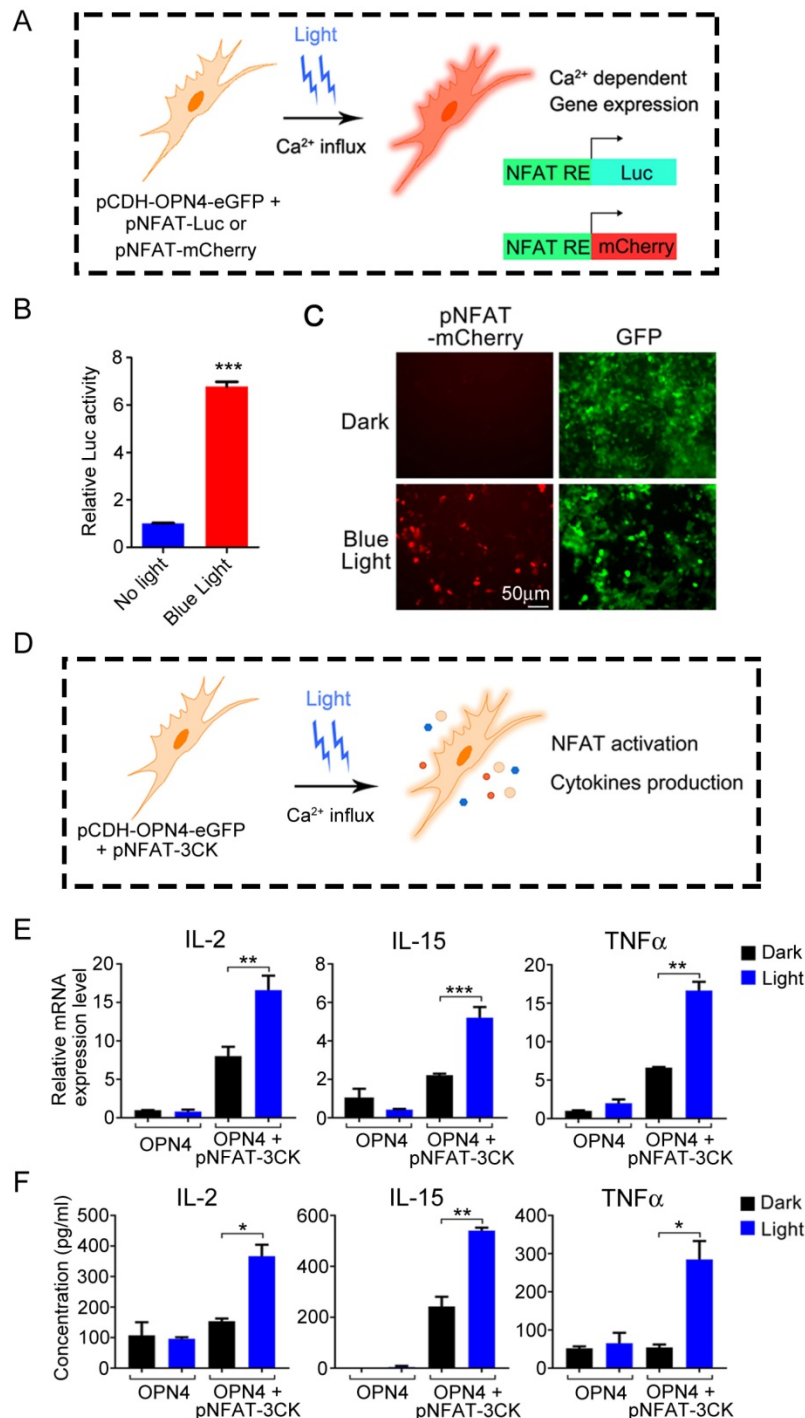 A
Light
Ca²⁺ influx
pCDH-OPN4-eGFP +
pNFAT-Luc or
pNFAT-mCherry
Ca²⁺ dependent
Gene expression
NFAT RE Luc
NFAT RE mCherry
B
Relative Luc activity
8
6
4
2
0
***
No light
Blue Light
C
pNFAT
-mCherry
GFP
Dark
Blue
Light
50μm
D
Light
Ca²⁺ influx
pCDH-OPN4-eGFP
+ pNFAT-3CK
NFAT activation
Cytokines production
E
Relative mRNA
expression level
IL-2
20
15
10
5
0
**
OPN4
OPN4 +
pNFAT-3CK
IL-15
8
6
4
2
0
***
OPN4
OPN4 +
pNFAT-3CK
TNFα
20
15
10
5
0
**
OPN4
OPN4 +
pNFAT-3CK
Dark
Light
F
Concentration (pg/ml)
IL-2
500
400
300
200
100
0
*
OPN4
OPN4 +
pNFAT-3CK
IL-15
600
400
200
0
**
OPN4
OPN4 +
pNFAT-3CK
TNFα
400
300
200
100
0
*
OPN4
OPN4 +
pNFAT-3CK
Dark
Light